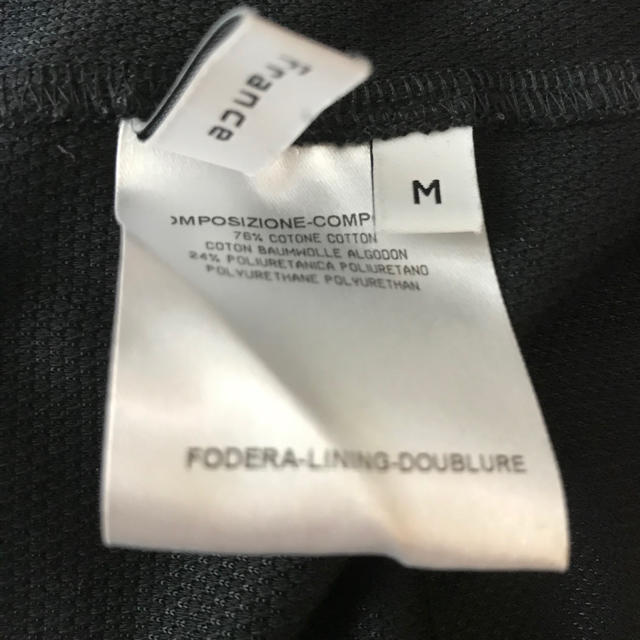 France
M
OMPOSIZIONE-COMP
76% COTONE COTTON
COTON BAUMWOLLE ALGODON
24% POLIURETANICA POLIURETANO
POLYURETHANE POLYURETHAN
FODERA-LINING-DOUBLURE